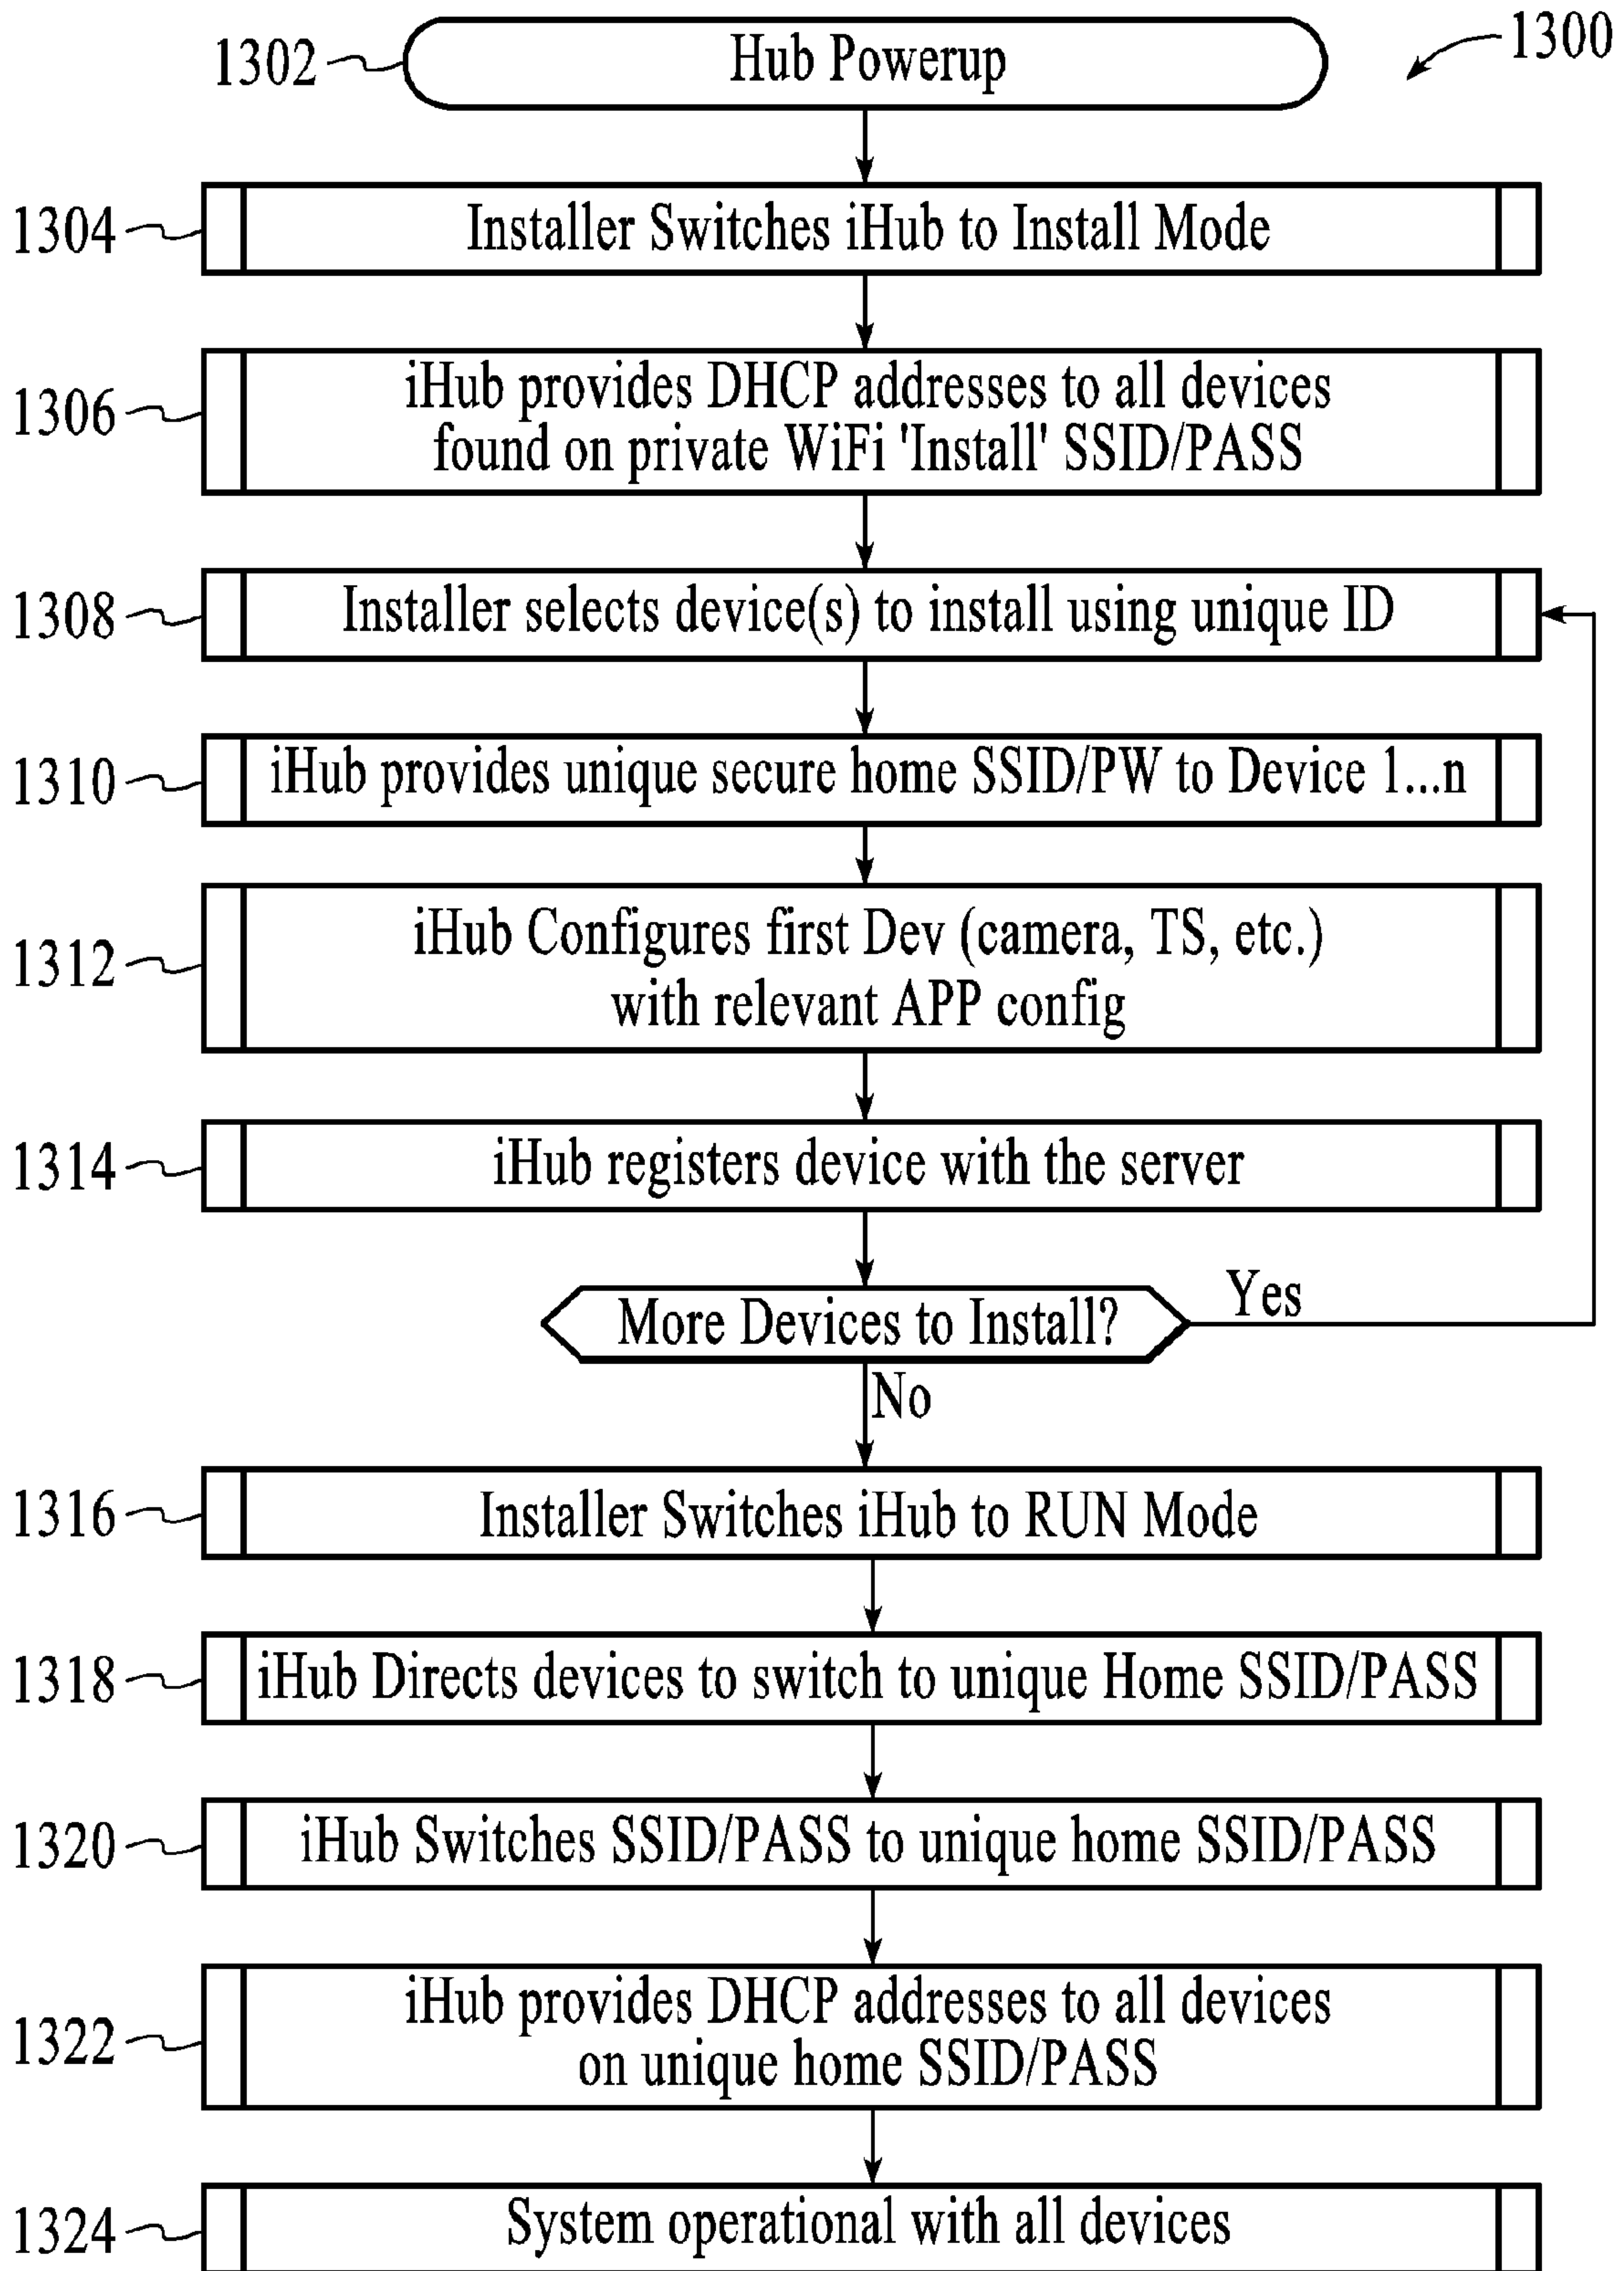 1300
1302 Hub Powerup
1304 Installer Switches iHub to Install Mode
1306 iHub provides DHCP addresses to all devices
found on private WiFi 'Install' SSID/PASS
1308 Installer selects device(s) to install using unique ID
1310 iHub provides unique secure home SSID/PW to Device 1...n
1312 iHub Configures first Dev (camera, TS, etc.)
with relevant APP config
1314 iHub registers device with the server
More Devices to Install? Yes
No
1316 Installer Switches iHub to RUN Mode
1318 iHub Directs devices to switch to unique Home SSID/PASS
1320 iHub Switches SSID/PASS to unique home SSID/PASS
1322 iHub provides DHCP addresses to all devices
on unique home SSID/PASS
1324 System operational with all devices